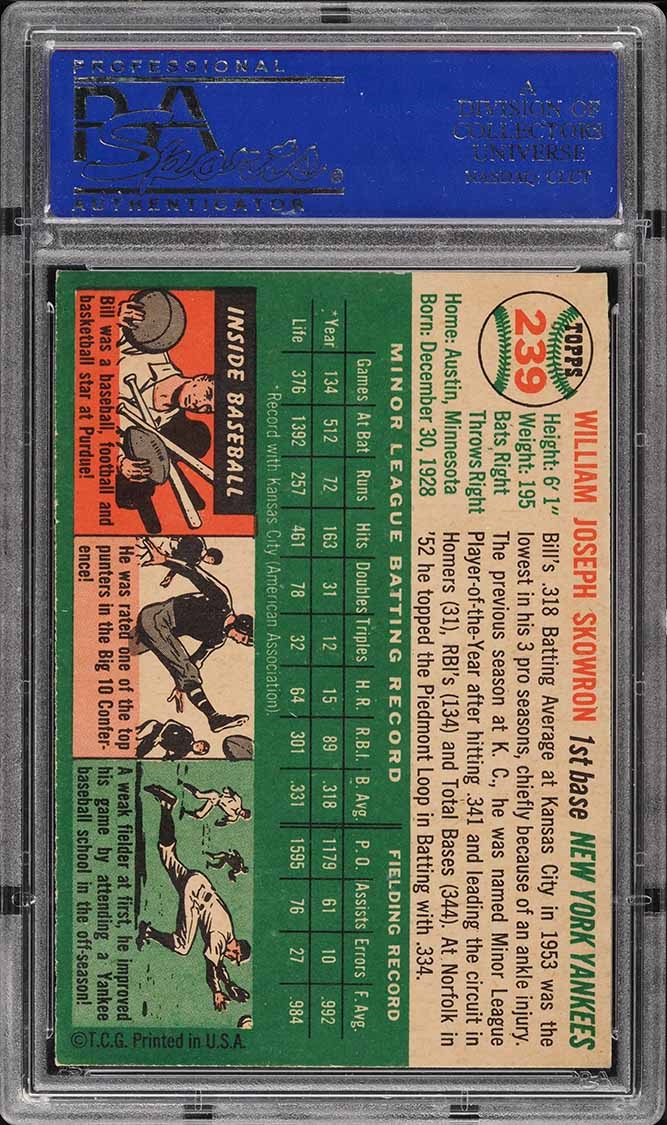 PROFESSIONAL
PSA
Sports®
AUTHENTICATOR
A
DIVISION OF
COLLECTORS
UNIVERSE
NASDAQ: CLCT
TOPPS
239
WILLIAM JOSEPH SKOWRON 1st base NEW YORK YANKEES
Height: 6' 1"
Weight: 195
Bats Right
Throws Right
Home: Austin, Minnesota
Born: December 30, 1928
Bill's .318 Batting Average at Kansas City in 1953 was the
lowest in his 3 pro seasons, chiefly because of an ankle injury.
The previous season at K. C., he was named Minor League
Player-of-the-Year after hitting .341 and leading the circuit in
Homers (31), RBI's (134) and Total Bases (344). At Norfolk in
'52 he topped the Piedmont Loop in Batting with .334.
MINOR LEAGUE BATTING RECORD FIELDING RECORD
Games At Bat Runs Hits Doubles Triples H. R. R.B.I. B. Avg. P. O. Assists Errors F. Avg.
*Year 134 512 72 163 31 12 15 89 .318 1179 61 10 .992
Life 376 1392 257 461 78 32 64 301 .331 1595 76 27 .984
*Record with Kansas City (American Association).
INSIDE BASEBALL
Bill was a baseball, football and
basketball star at Purdue!
He was rated one of the top
punters in the Big 10 Confer-
ence!
A weak fielder at first, he improved
his game by attending a Yankee
baseball school in the off-season!
©T.C.G. Printed in U.S.A.